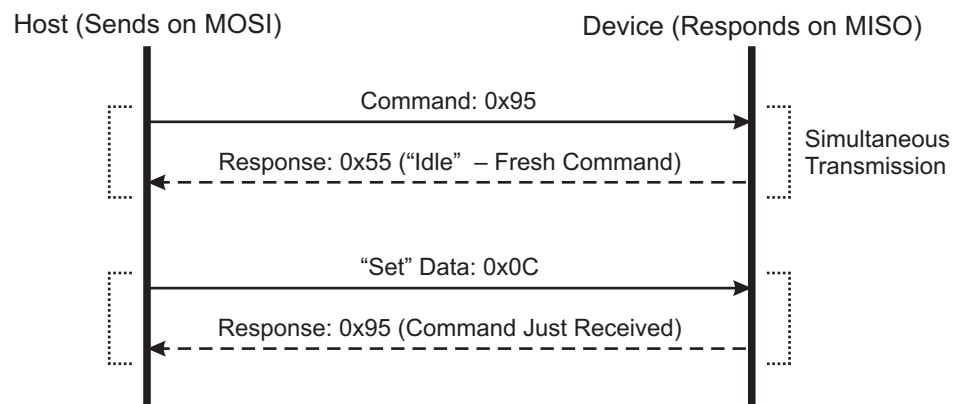 Host (Sends on MOSI)
Device (Responds on MISO)
Command: 0x95
Response: 0x55 (“Idle” – Fresh Command)
Simultaneous
Transmission
“Set” Data: 0x0C
Response: 0x95 (Command Just Received)